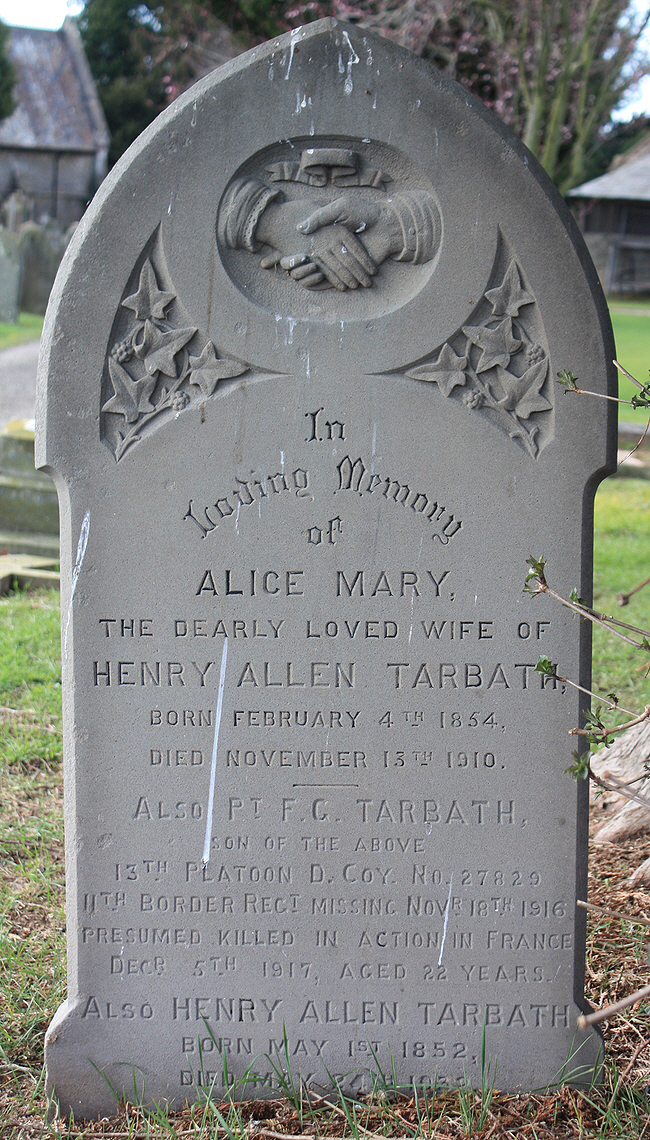 In
Loving Memory
of
ALICE MARY,
THE DEARLY LOVED WIFE OF
HENRY ALLEN TARBATH,
BORN FEBRUARY 4TH 1854,
DIED NOVEMBER 13TH 1910.
ALSO PT F.G. TARBATH,
SON OF THE ABOVE
13TH PLATOON D. COY. NO. 27829
11TH BORDER REGT MISSING NOVR 18TH 1916
PRESUMED KILLED IN ACTION IN FRANCE
DECR 5TH 1917, AGED 22 YEARS.
ALSO HENRY ALLEN TARBATH
BORN MAY 1ST 1852,
DIED MAY